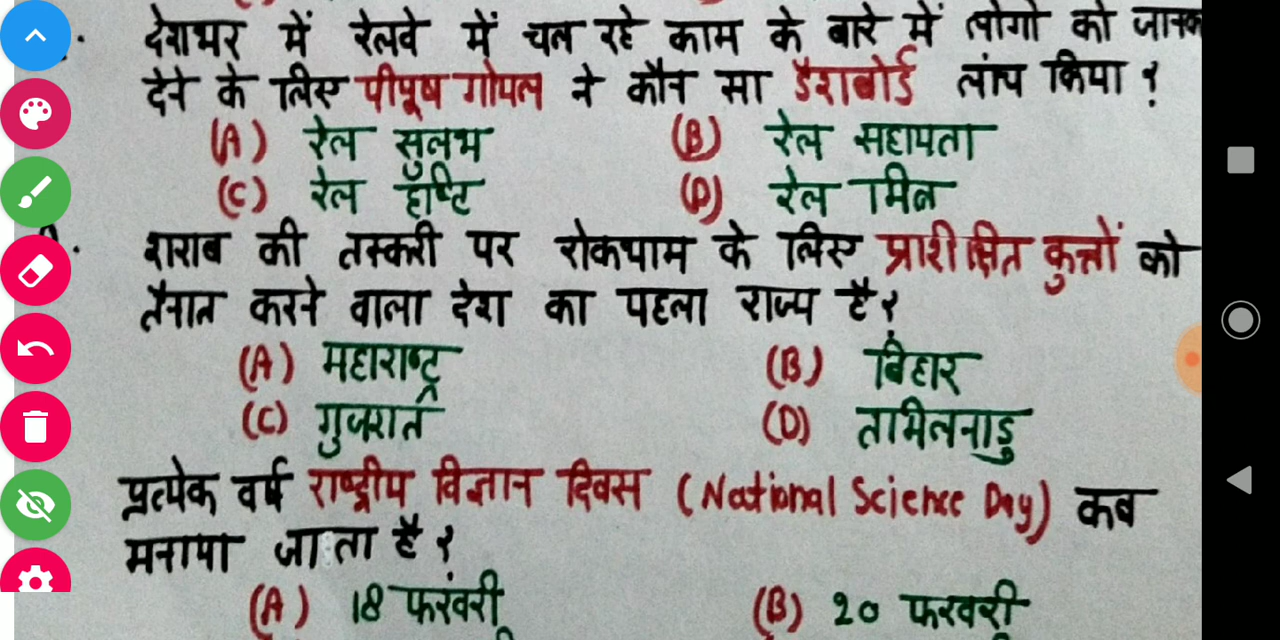 देशभर में रेलवे में चल रहे काम के बारे में लोगो को
देने के लिए पीयूष गोयल ने कौन सा डैशबोर्ड लांच किया ?
(A) रेल सुलभ (B) रेल सहायता
(C) रेल दृष्टि (D) रेल मित्र
शराब की तस्करी पर रोकथाम के लिए प्रशिक्षित कुत्तों को
तैनात करने वाला देश का पहला राज्य है ?
(A) महाराष्ट्र (B) बिहार
(C) गुजरात (D) तामिलनाडु
प्रत्येक वर्ष राष्ट्रीय विज्ञान दिवस (National Science Day) कब
मनाया जाता है ?
(A) 18 फरवरी (B) 20 फरवरी